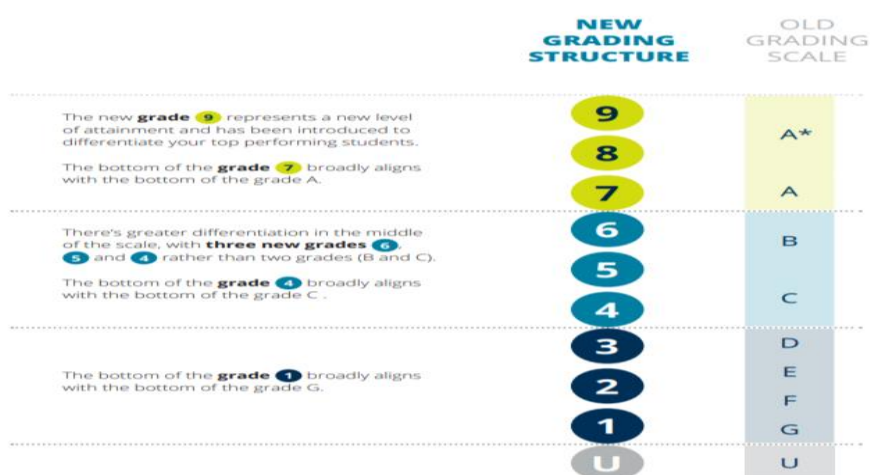 NEW
GRADING
STRUCTURE
OLD
GRADING
SCALE
The new grade 9 represents a new level
of attainment and has been introduced to
differentiate your top performing students.
The bottom of the grade 7 broadly aligns
with the bottom of the grade A.
9
8
7
A*
A
There's greater differentiation in the middle
of the scale, with three new grades 6,
5 and 4 rather than two grades (B and C).
The bottom of the grade 4 broadly aligns
with the bottom of the grade C .
6
5
4
B
C
The bottom of the grade 1 broadly aligns
with the bottom of the grade G.
3
2
1
D
E
F
G
U
U